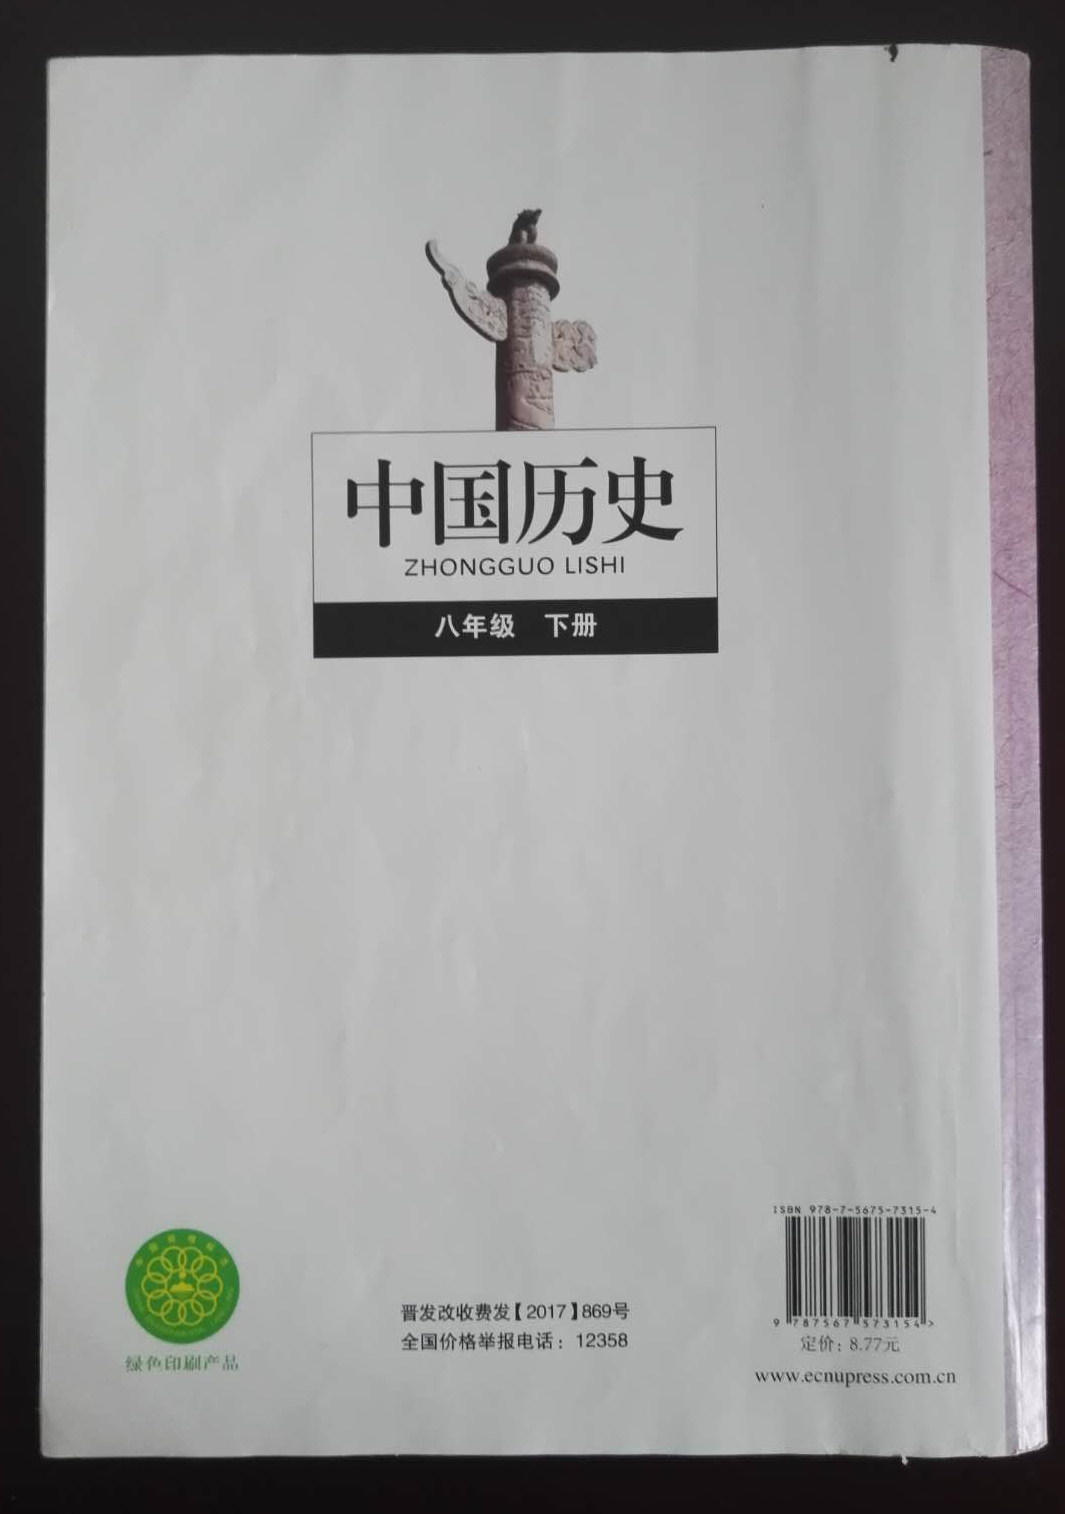 中国历史
ZHONGGUO LISHI
八年级 下册
绿色印刷产品
晋发改收费发【2017】869号
全国价格举报电话：12358
ISBN 978-7-5675-7315-4
9 787567 573154 >
定价：8.77元
www.ecnupress.com.cn